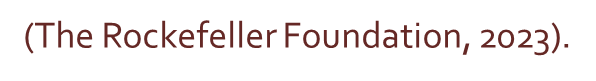 (The Rockefeller Foundation, 2023).